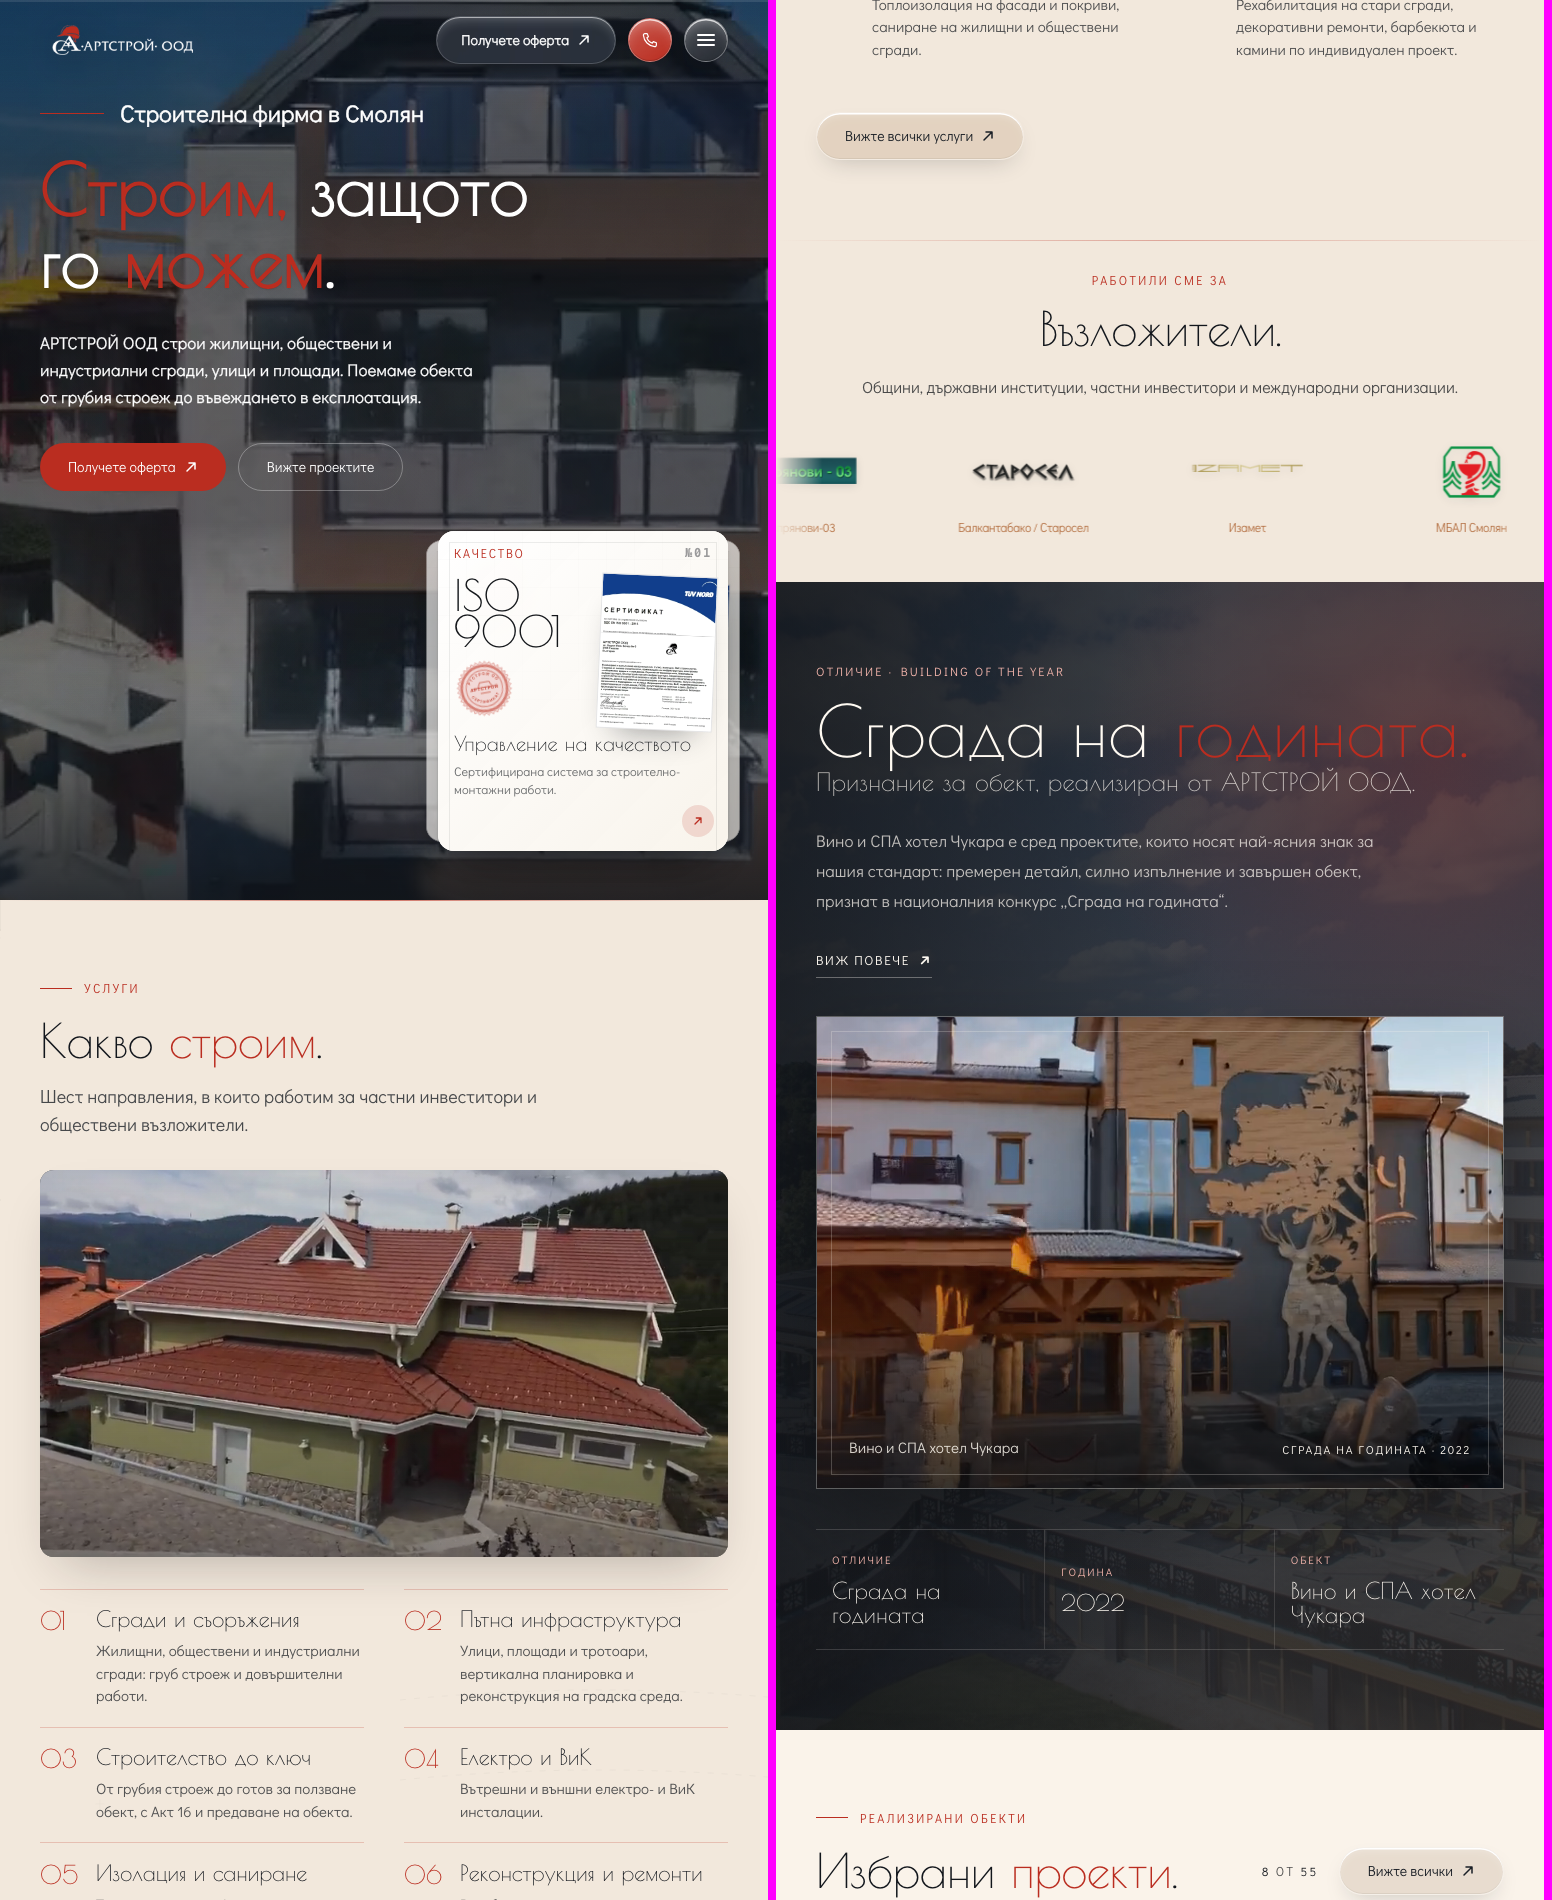 АРТСТРОЙ· ООД
Получете оферта
Строителна фирма в Смолян
Строим, защото
го можем.
АРТСТРОЙ ООД строи жилищни, обществени и
индустриални сгради, улици и площади. Поемаме обекта
от грубия строеж до въвеждането в експлоатация.
Получете оферта
Вижте проектите
КАЧЕСТВО
№01
ISO
9001
TUV NORD
СЕРТИФИКАТ
АРТСТРОЙ
Управление на качеството
Сертифицирана система за строително-
монтажни работи.
УСЛУГИ
Какво строим.
Шест направления, в които работим за частни инвеститори и
обществени възложители.
01
Сгради и съоръжения
Жилищни, обществени и индустриални
сгради: груб строеж и довършителни
работи.
02
Пътна инфраструктура
Улици, площади и тротоари,
вертикална планировка и
реконструкция на градска среда.
03
Строителство до ключ
От грубия строеж до готов за ползване
обект, с Акт 16 и предаване на обекта.
04
Електро и ВиК
Вътрешни и външни електро- и ВиК
инсталации.
05
Изолация и саниране
06
Реконструкция и ремонти
Топлоизолация на фасади и покриви,
саниране на жилищни и обществени
сгради.
Рехабилитация на стари сгради,
декоративни ремонти, барбекюта и
камини по индивидуален проект.
Вижте всички услуги
РАБОТИЛИ СМЕ ЗА
Възложители.
Общини, държавни институции, частни инвеститори и международни организации.
НОВИ - 03
СТАРОСЕЛ
IZAMET
нови-03
Балкантабако / Старосел
Изамет
МБАЛ Смолян
ОТЛИЧИЕ · BUILDING OF THE YEAR
Сграда на годината.
Признание за обект, реализиран от АРТСТРОЙ ООД.
Вино и СПА хотел Чукара е сред проектите, които носят най-ясния знак за
нашия стандарт: премерен детайл, силно изпълнение и завършен обект,
признат в националния конкурс „Сграда на годината“.
ВИЖ ПОВЕЧЕ
Вино и СПА хотел Чукара
СГРАДА НА ГОДИНАТА · 2022
ОТЛИЧИЕ
Сграда на
годината
ГОДИНА
2022
ОБЕКТ
Вино и СПА хотел
Чукара
РЕАЛИЗИРАНИ ОБЕКТИ
Избрани проекти.
8 ОТ 55
Вижте всички